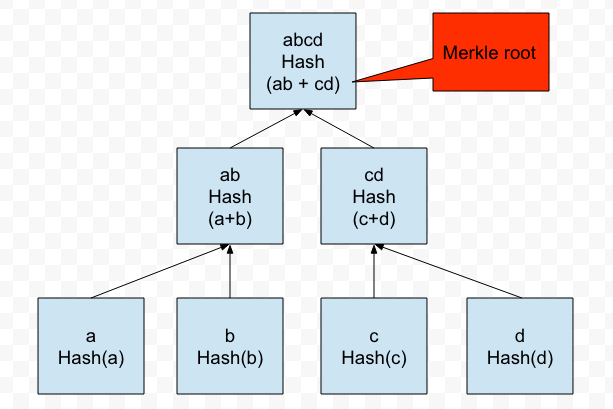 abcd
Hash
(ab + cd)
Merkle root
ab
Hash
(a+b)
cd
Hash
(c+d)
a
Hash(a)
b
Hash(b)
c
Hash(c)
d
Hash(d)